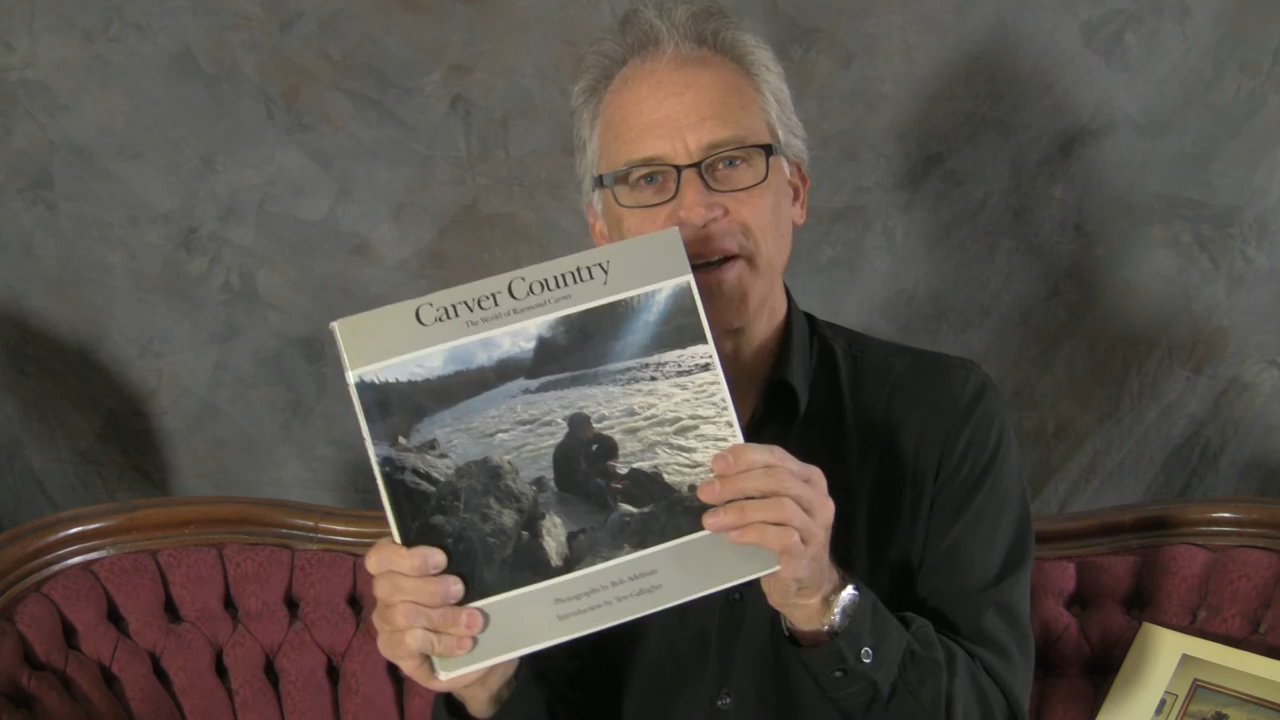 Carver Country
The World of Raymond Carver
Photographs by Bob Adelman
Introduction by Tess Gallagher